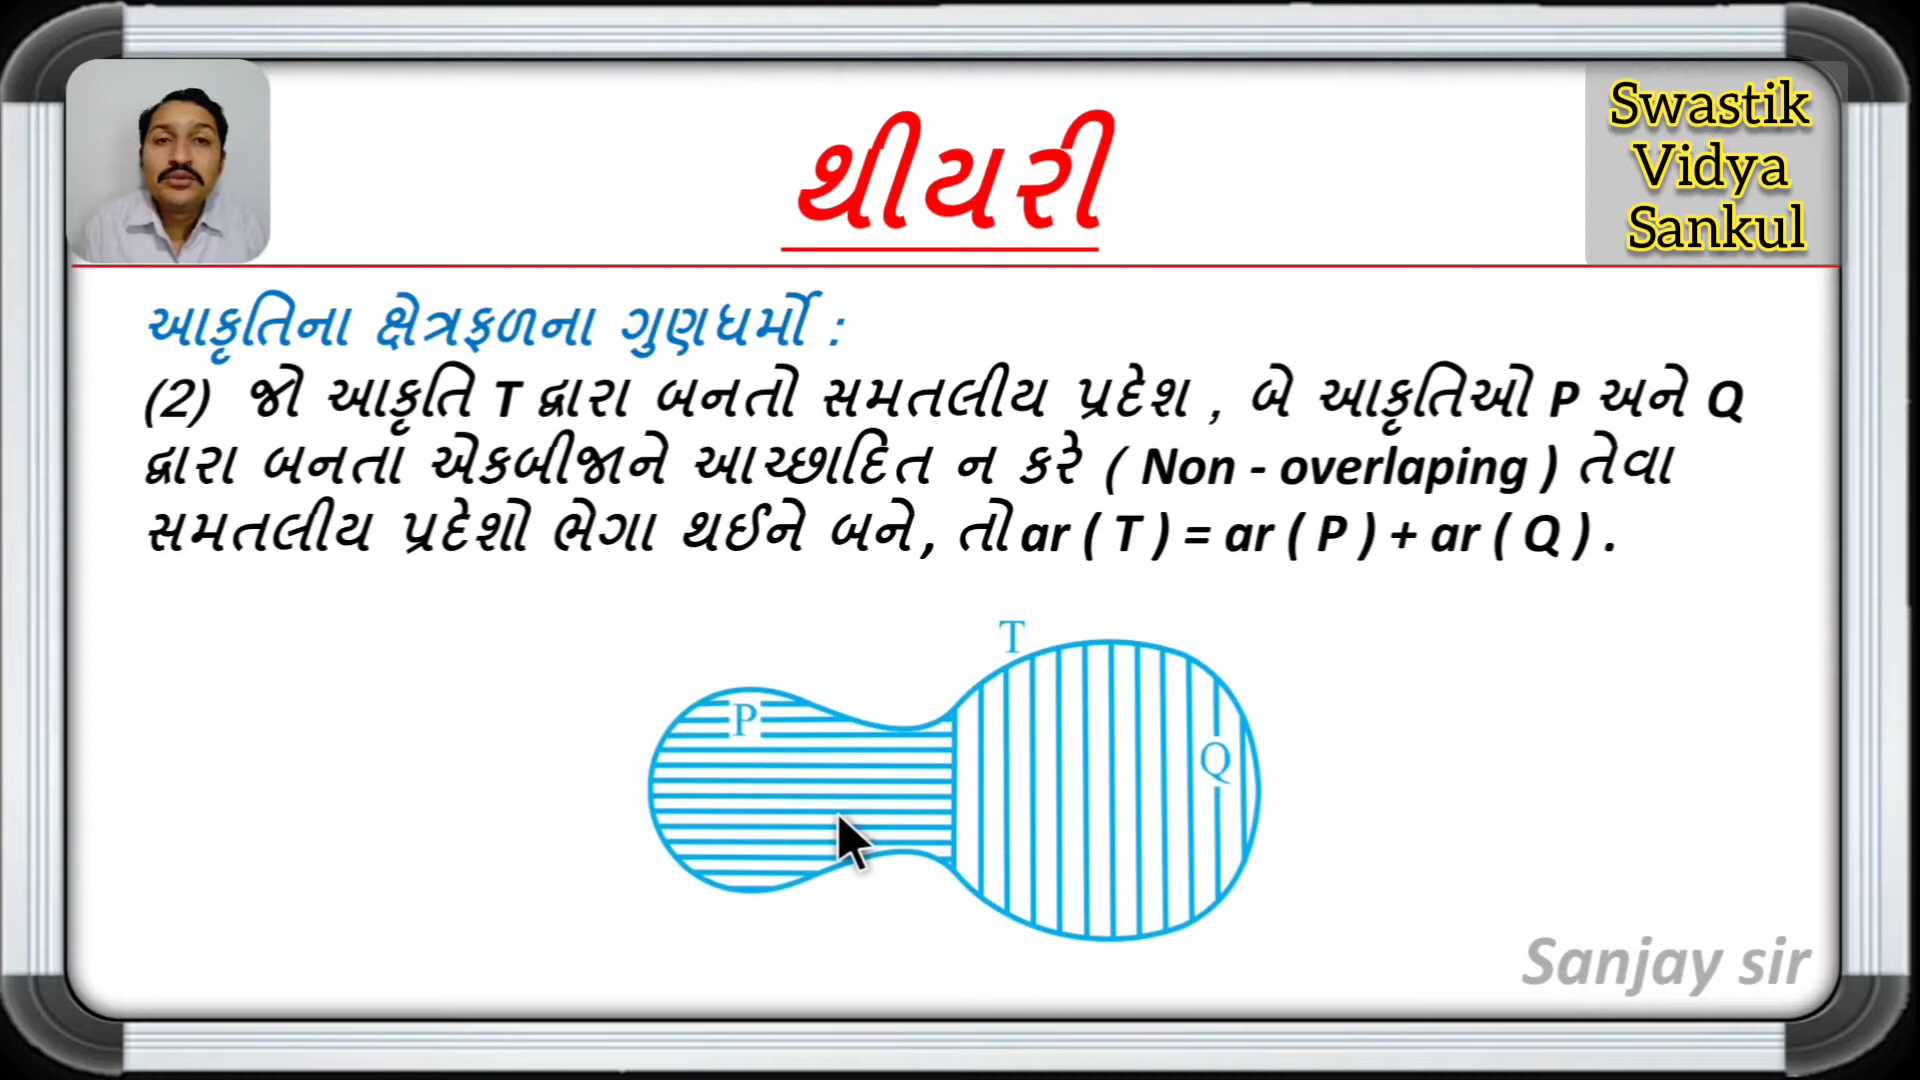 Swastik
Vidya
Sankul
થીયરી
આકૃતિના ક્ષેત્રફળના ગુણધર્મો :
(2) જો આકૃતિ T દ્વારા બનતો સમતલીય પ્રદેશ , બે આકૃતિઓ P અને Q
દ્વારા બનતા એકબીજાને આચ્છાદિત ન કરે ( Non - overlaping ) તેવા
સમતલીય પ્રદેશો ભેગા થઈને બને, તો ar ( T ) = ar ( P ) + ar ( Q ) .
T
P
Q
Sanjay sir